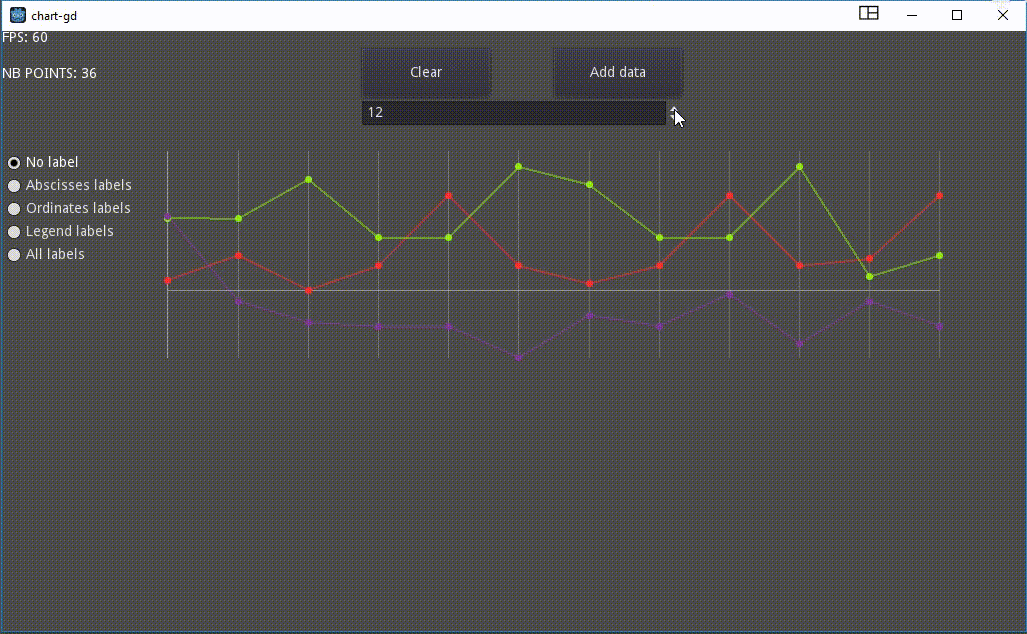 chart-gd
FPS: 60
NB POINTS: 36
Clear
Add data
12
No label
Abscisses labels
Ordinates labels
Legend labels
All labels